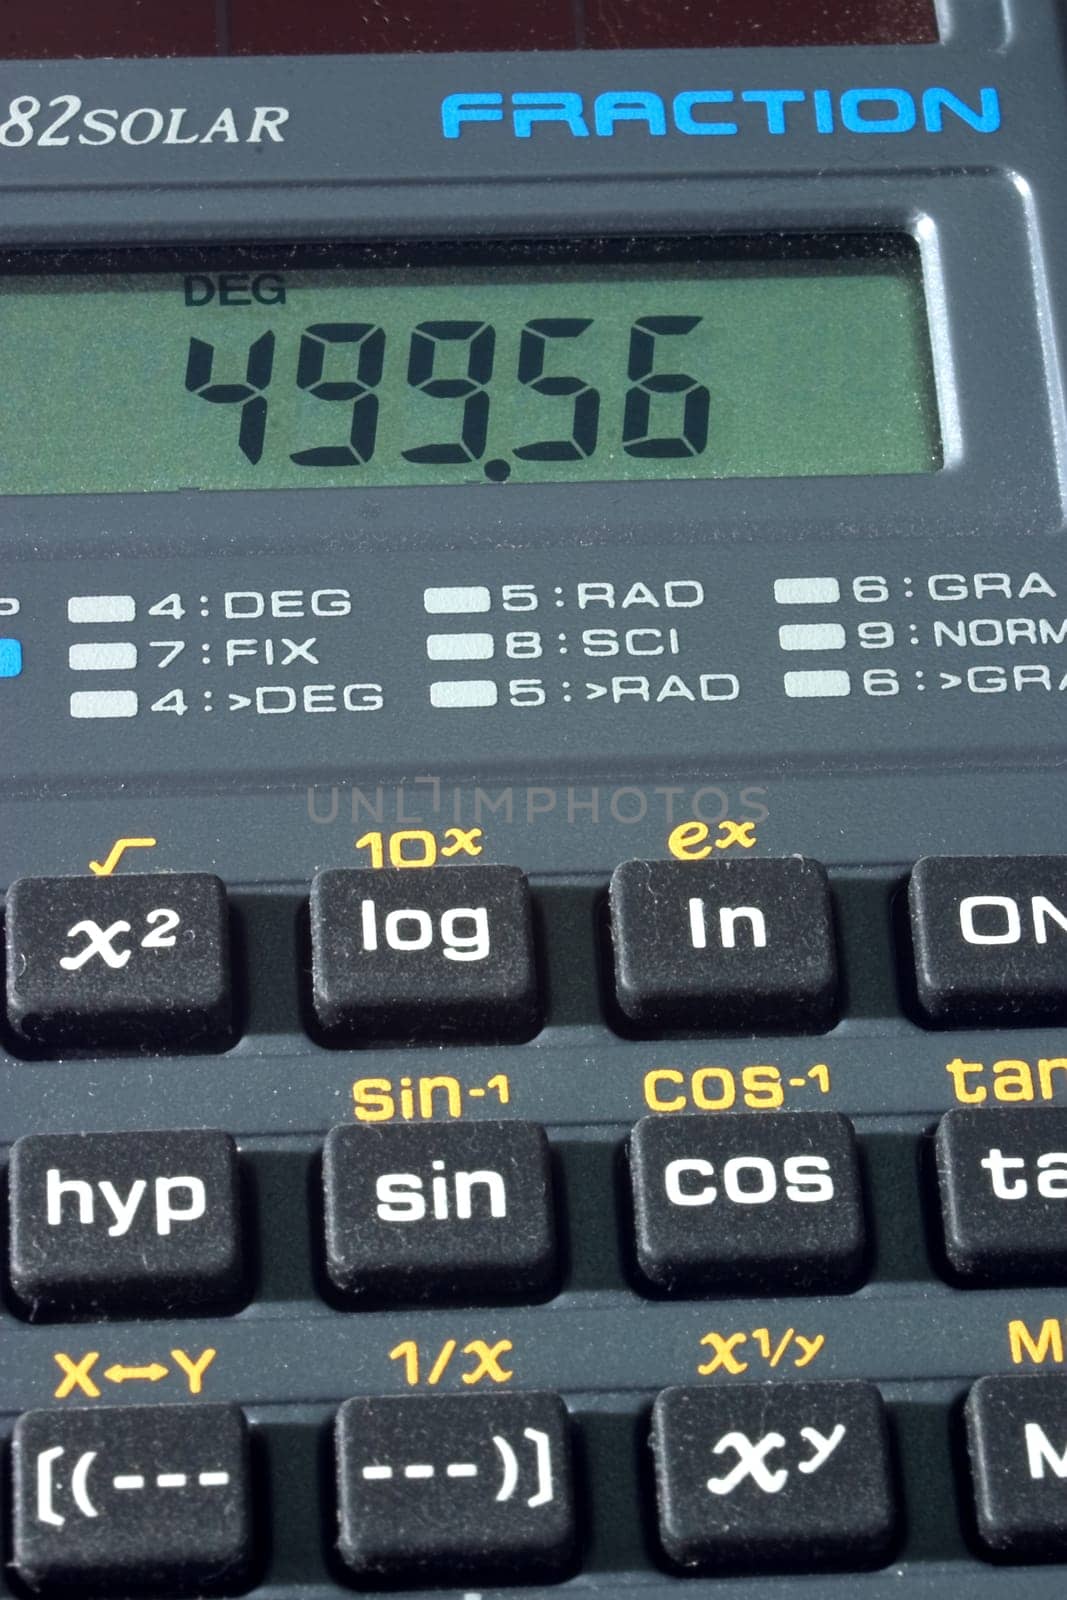 82SOLAR FRACTION
DEG
499.56
4:DEG 5:RAD 6:GRA
7:FIX 8:SCI 9:NORM
4:>DEG 5:>RAD 6:>GRA
UNLIMPHOTOS
√ 10ˣ eˣ
x² log ln ON
sin-1 cos-1 tan
hyp sin cos ta
X↔Y 1/x x1/y M
[(--- ---)] xʸ M